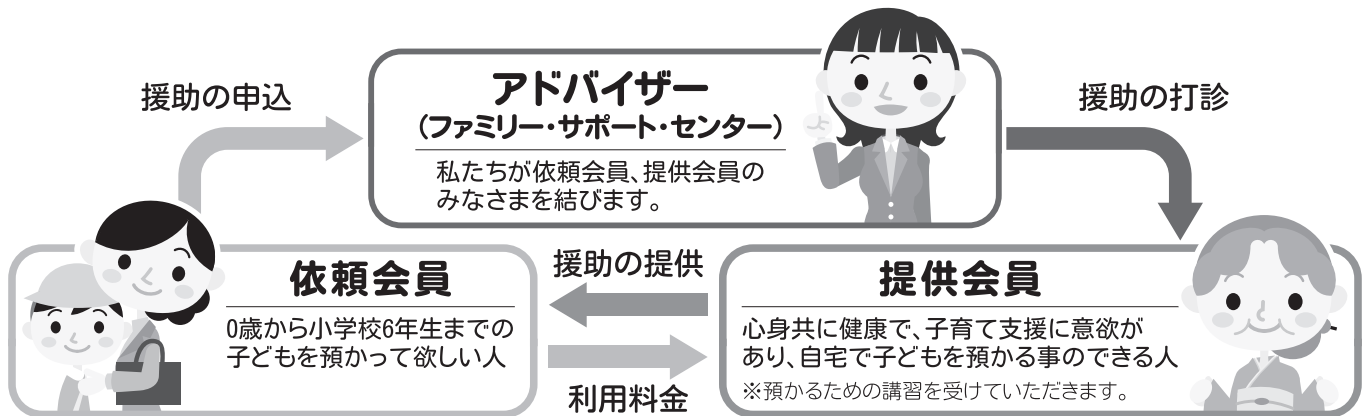 援助の申込
アドバイザー
(ファミリー・サポート・センター)
私たちが依頼会員、提供会員の
みなさまを結びます。
援助の打診
依頼会員
0歳から小学校6年生までの
子どもを預かって欲しい人
援助の提供
利用料金
提供会員
心身共に健康で、子育て支援に意欲が
あり、自宅で子どもを預かる事のできる人
※預かるための講習を受けていただきます。